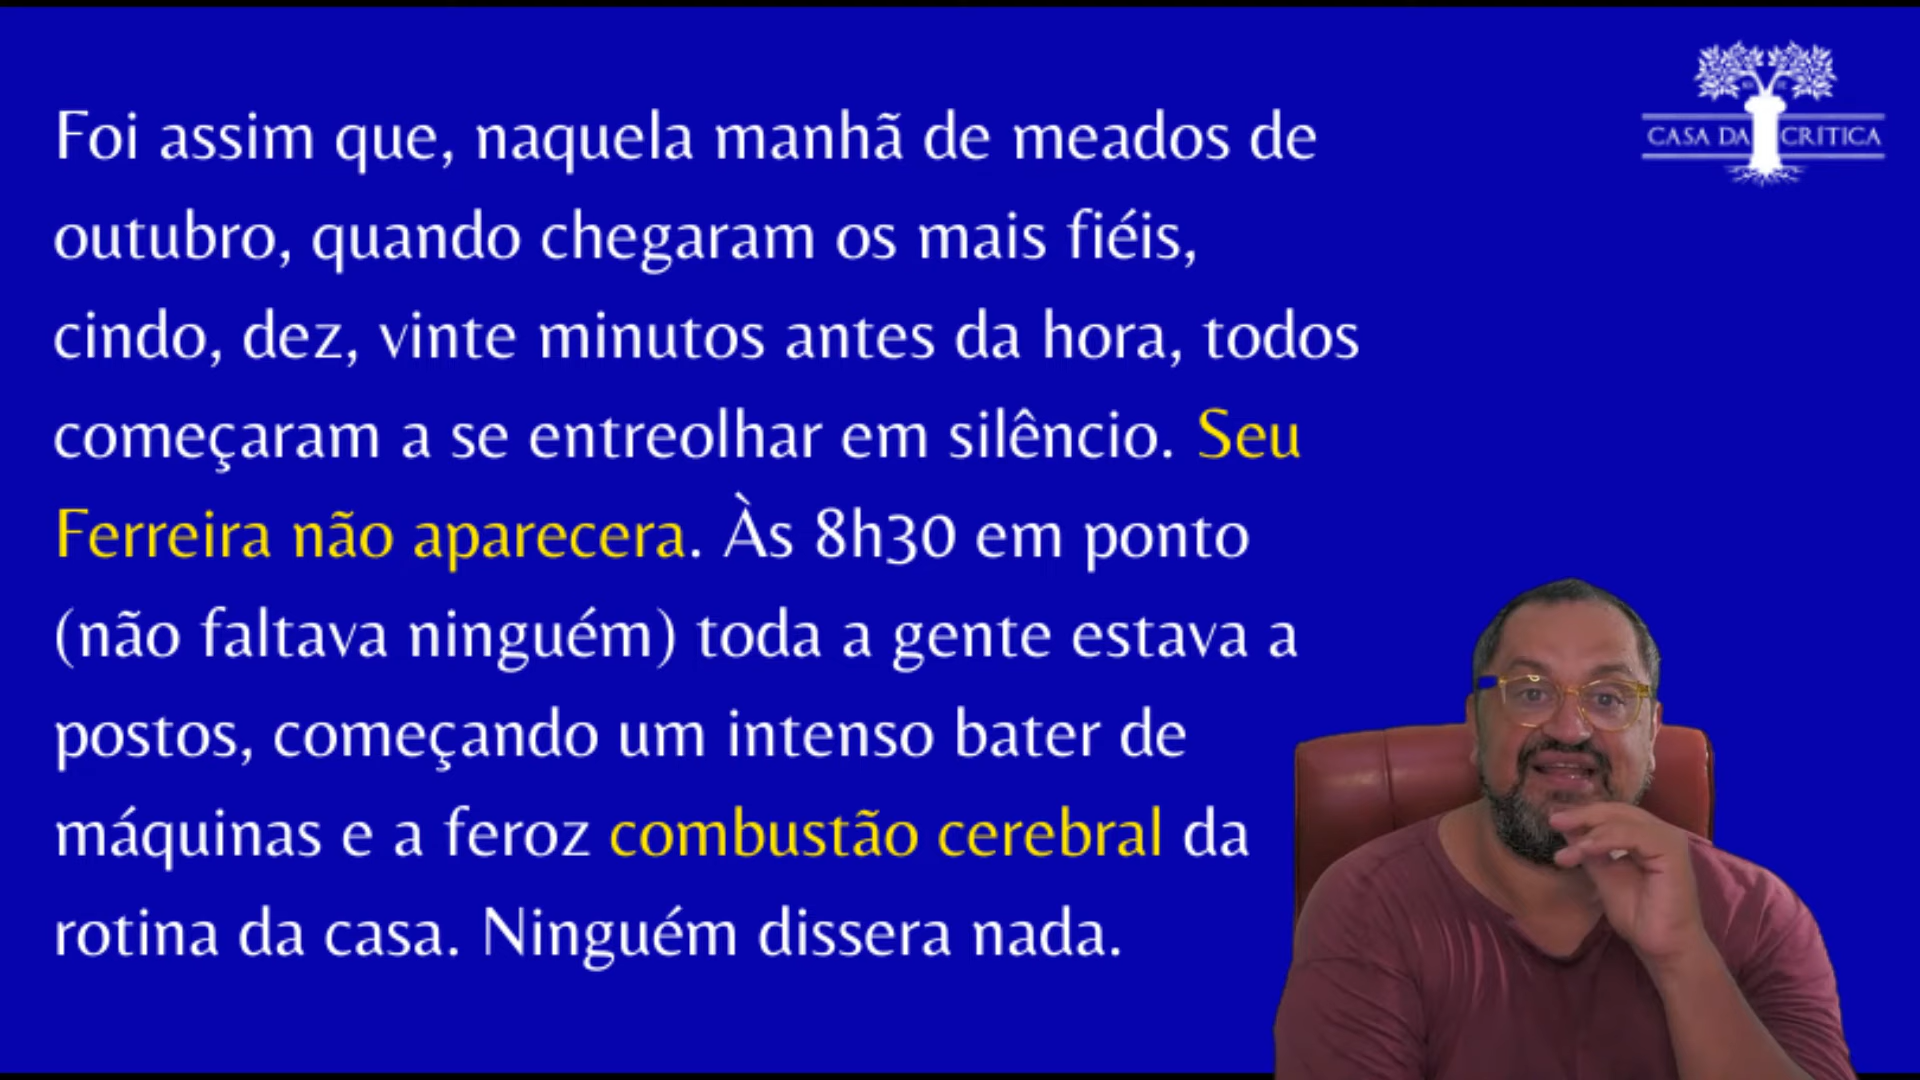 Foi assim que, naquela manhã de meados de
outubro, quando chegaram os mais fiéis,
cindo, dez, vinte minutos antes da hora, todos
começaram a se entreolhar em silêncio. Seu
Ferreira não aparecera. Às 8h30 em ponto
(não faltava ninguém) toda a gente estava a
postos, começando um intenso bater de
máquinas e a feroz combustão cerebral da
rotina da casa. Ninguém dissera nada.
CASA DA CRÍTICA